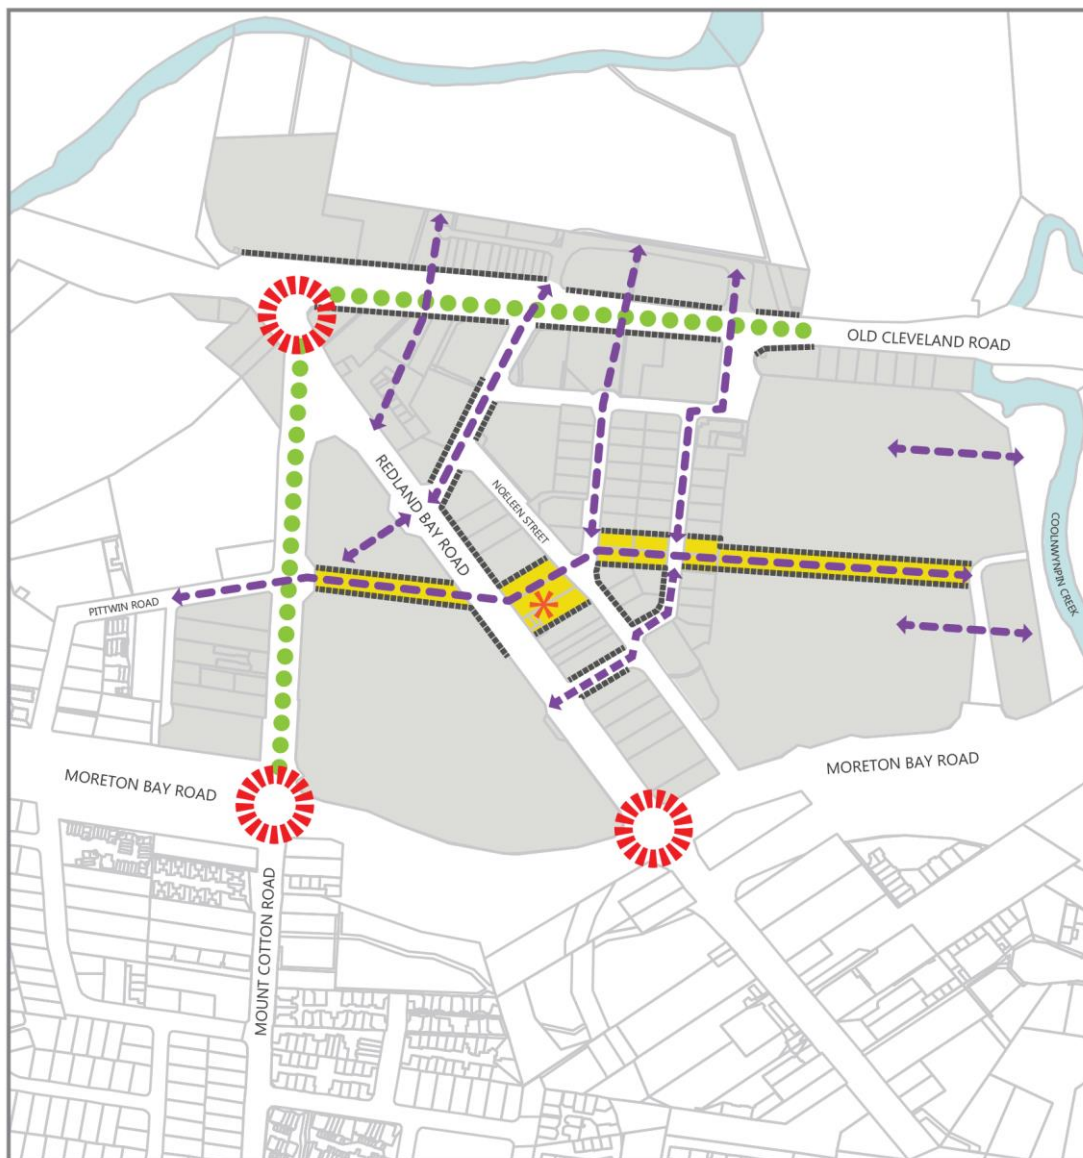 OLD CLEVELAND ROAD
REDLAND BAY ROAD
NOELEEN STREET
COOLNWYNPIN CREEK
PITTWIN ROAD
MORETON BAY ROAD
MORETON BAY ROAD
MOUNT COTTON ROAD